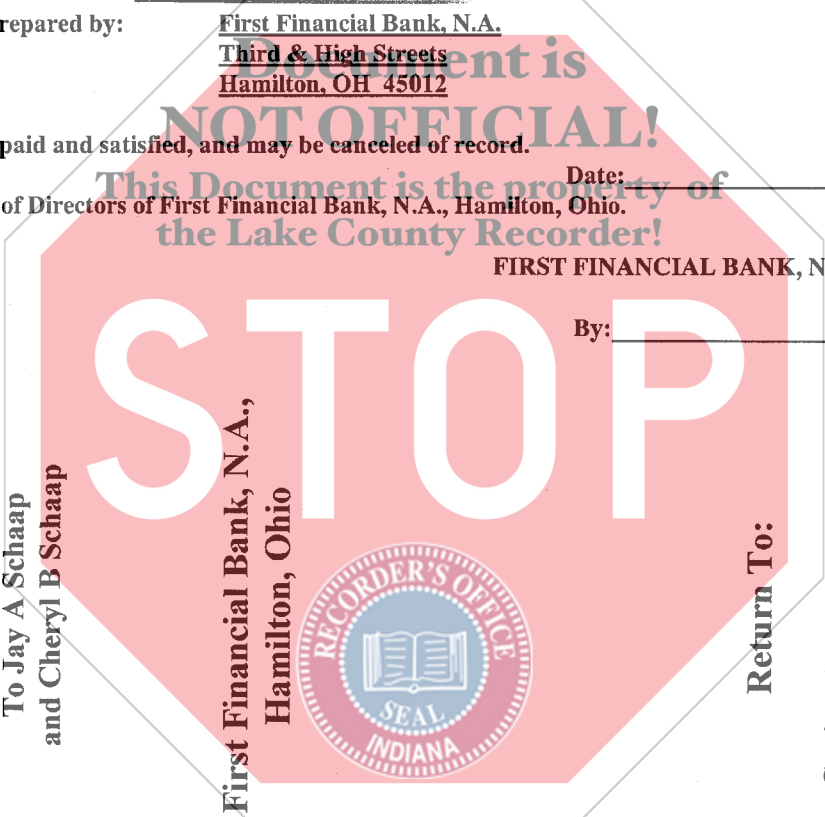 repared by: First Financial Bank, N.A.
Third & High Streets
Hamilton, OH 45012
Document is
NOT OFFICIAL!
paid and satisfied, and may be canceled of record.
Date:
This Document is the property of
of Directors of First Financial Bank, N.A., Hamilton, Ohio.
the Lake County Recorder!
FIRST FINANCIAL BANK, N
By:
STOP
To Jay A Schaap
and Cheryl B Schaap
First Financial Bank, N.A.,
Hamilton, Ohio
Return To:
RECORDER'S OFFICE
SEAL
INDIANA